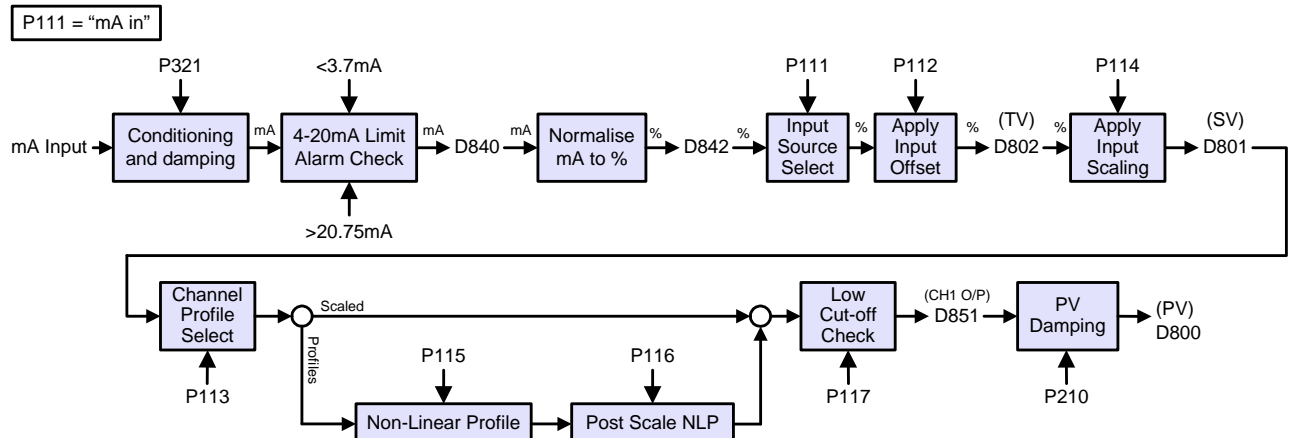 P111 = “mA in”
P321
<3.7mA
P111
P112
P114
mA Input
Conditioning
and damping
mA
4-20mA Limit
Alarm Check
mA
D840
mA
Normalise
mA to %
%
D842
%
Input
Source
Select
%
Apply
Input
Offset
%
(TV)
D802
%
Apply
Input
Scaling
(SV)
D801
>20.75mA
Channel
Profile
Select
Scaled
Profiles
Low
Cut-off
Check
(CH1 O/P)
D851
PV
Damping
(PV)
D800
P113
P115
P116
P117
P210
Non-Linear Profile
Post Scale NLP